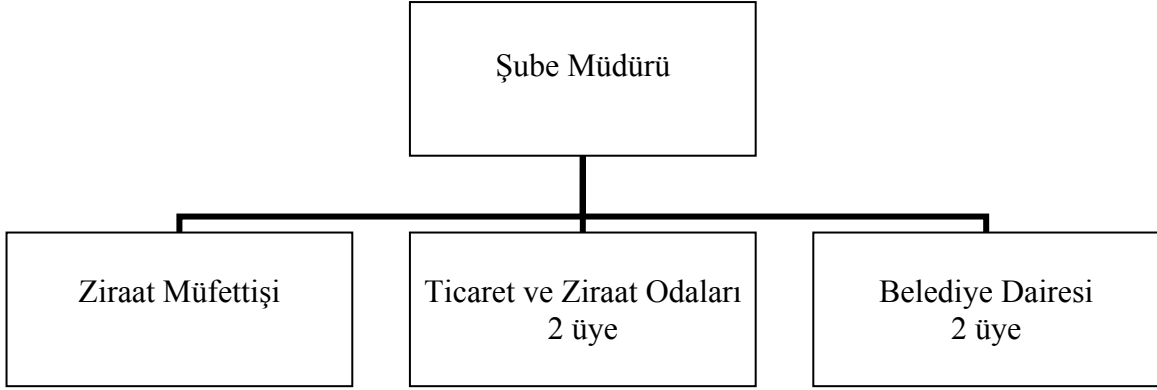 Şube Müdürü
Ziraat Müfettişi
Ticaret ve Ziraat Odaları
2 üye
Belediye Dairesi
2 üye